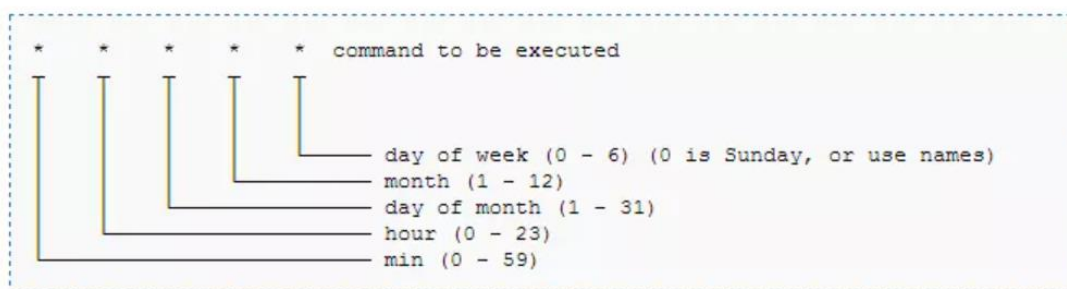 * * * * * command to be executed
day of week (0 - 6) (0 is Sunday, or use names)
month (1 - 12)
day of month (1 - 31)
hour (0 - 23)
min (0 - 59)